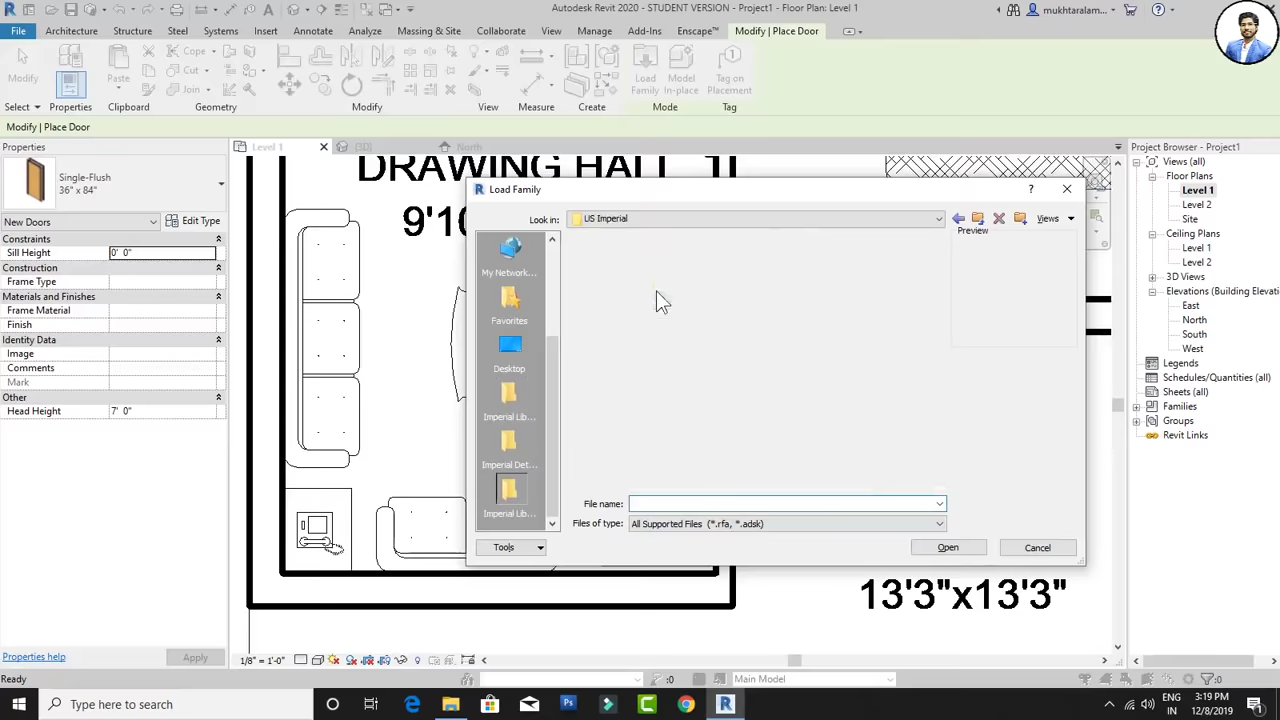 Autodesk Revit 2020 - STUDENT VERSION - Project1 - Floor Plan: Level 1
mukhtaralam...
File Architecture Structure Steel Systems Insert Annotate Analyze Massing & Site Collaborate View Manage Add-Ins Enscape™ Modify | Place Door
Modify
Properties
Paste
Cope
Cut
Join
Load Family
Model In-place
Tag on Placement
Select Properties Clipboard Geometry Modify View Measure Create Mode Tag
Modify | Place Door
Properties
Single-Flush
36" x 84"
New Doors Edit Type
Constraints
Sill Height 0' 0"
Construction
Frame Type
Materials and Finishes
Frame Material
Finish
Identity Data
Image
Comments
Mark
Other
Head Height 7' 0"
Properties help Apply
Level 1 [3D] North
DRAWING HALL
9'10
13'3"x13'3"
Load Family
Look in: US Imperial Views
Preview
My Network...
Favorites
Desktop
Imperial Lib...
Imperial Det...
Imperial Lib...
File name:
Files of type: All Supported Files (*.rfa, *.adsk)
Tools Open Cancel
Project Browser - Project1
Views (all)
Floor Plans
Level 1
Level 2
Site
Ceiling Plans
Level 1
Level 2
3D Views
Elevations (Building Elevati
East
North
South
West
Legends
Schedules/Quantities (all)
Sheets (all)
Families
Groups
Revit Links
1/8" = 1'-0"
Ready :0 Main Model :0
Type here to search
ENG
IN
3:19 PM
12/8/2019